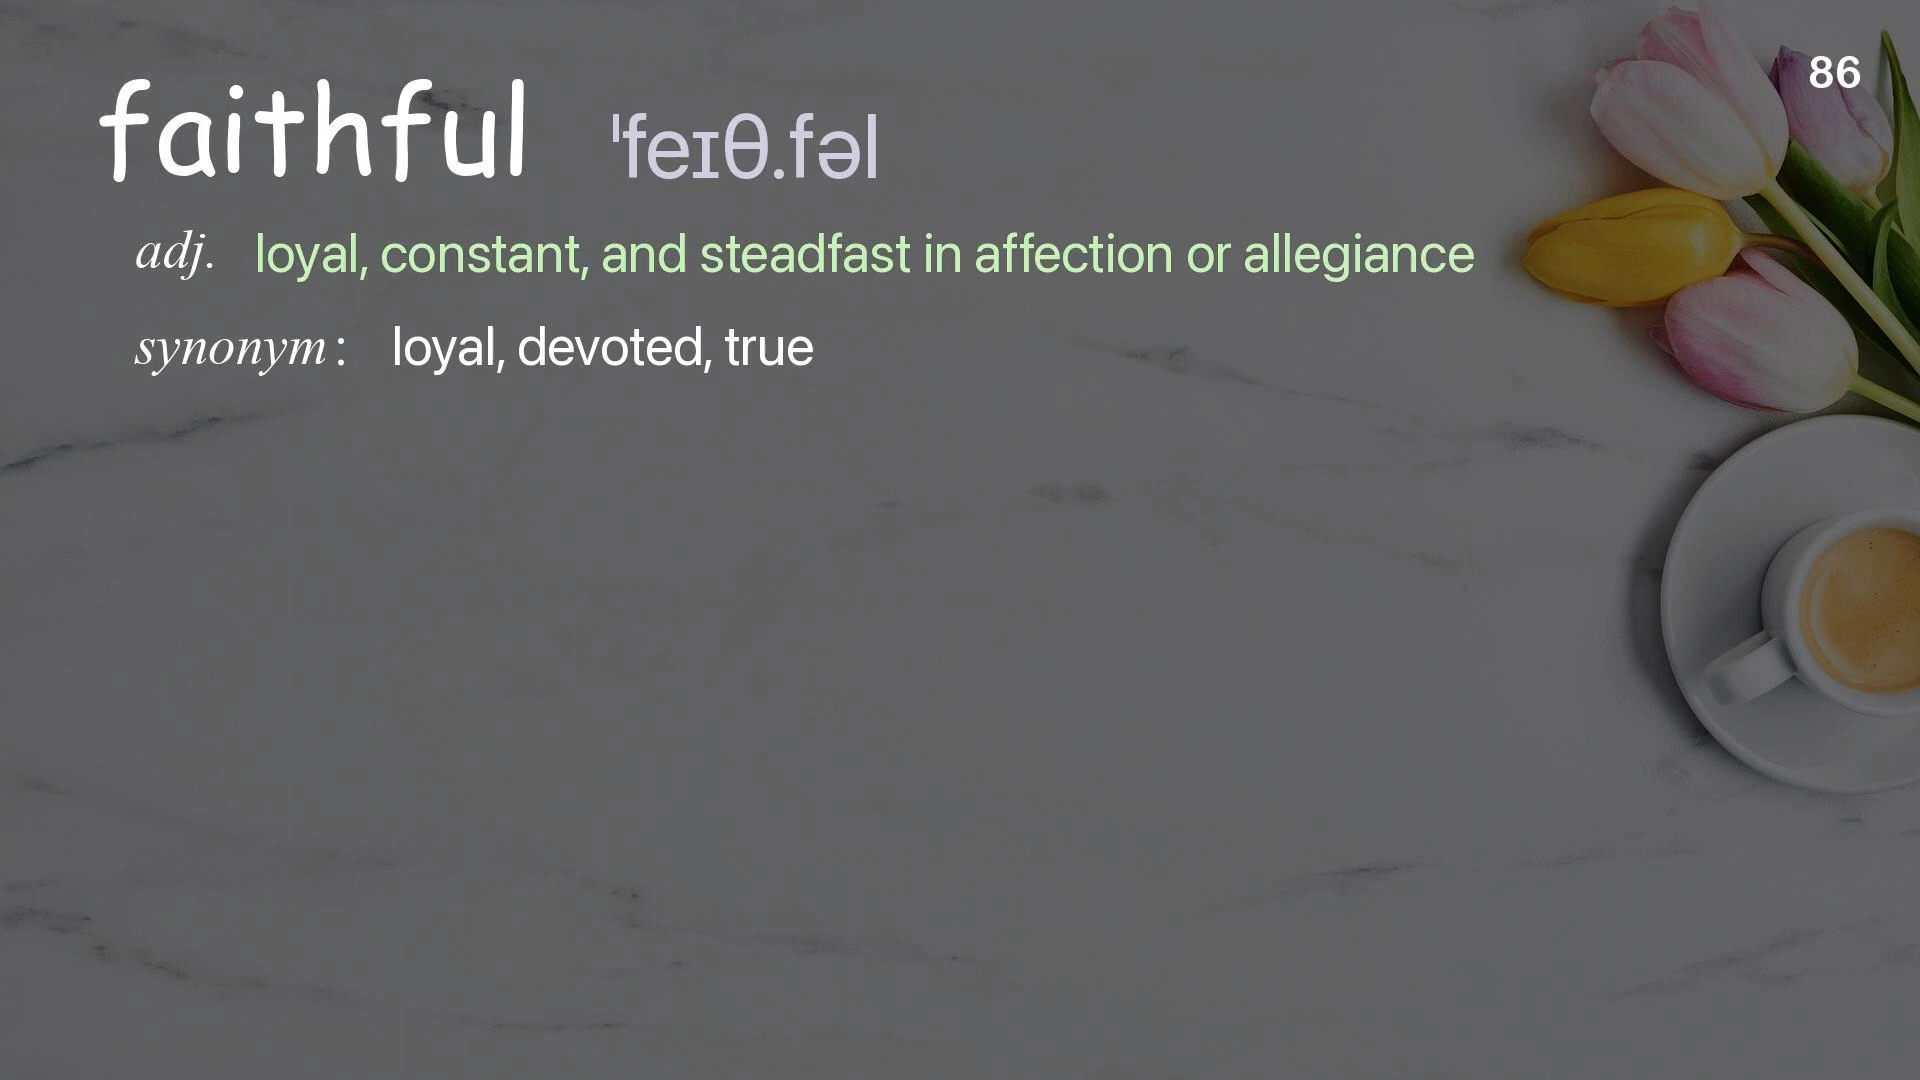 86
faithful ˈfeɪθ.fəl
adj. loyal, constant, and steadfast in affection or allegiance
synonym: loyal, devoted, true